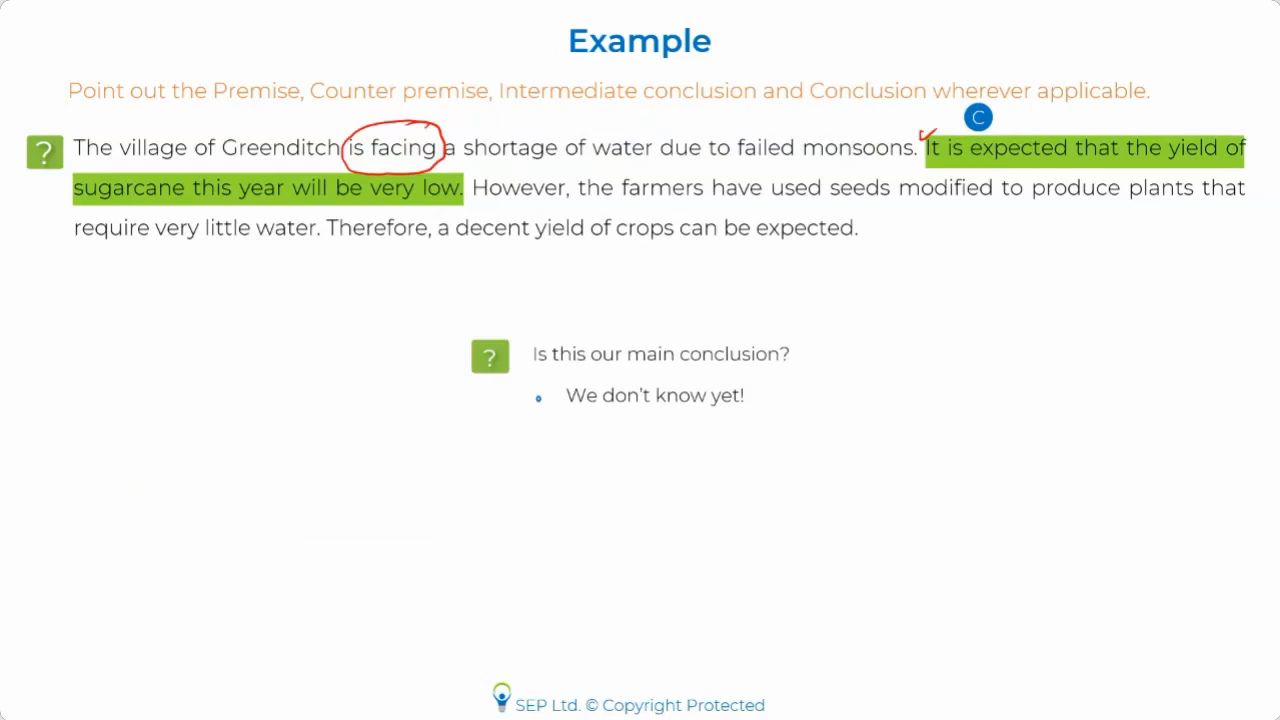 Example
Point out the Premise, Counter premise, Intermediate conclusion and Conclusion wherever applicable.
C
? The village of Greenditch is facing a shortage of water due to failed monsoons. It is expected that the yield of
sugarcane this year will be very low. However, the farmers have used seeds modified to produce plants that
require very little water. Therefore, a decent yield of crops can be expected.
? Is this our main conclusion?
We don't know yet!
SEP Ltd. © Copyright Protected